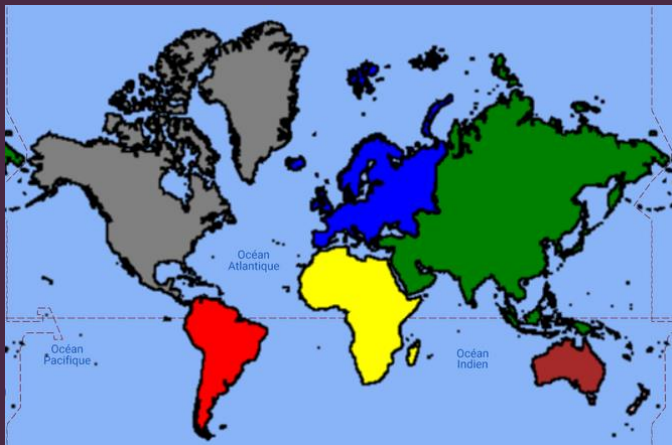 Océan
Atlantique
Océan
Pacifique
Océan
Indien